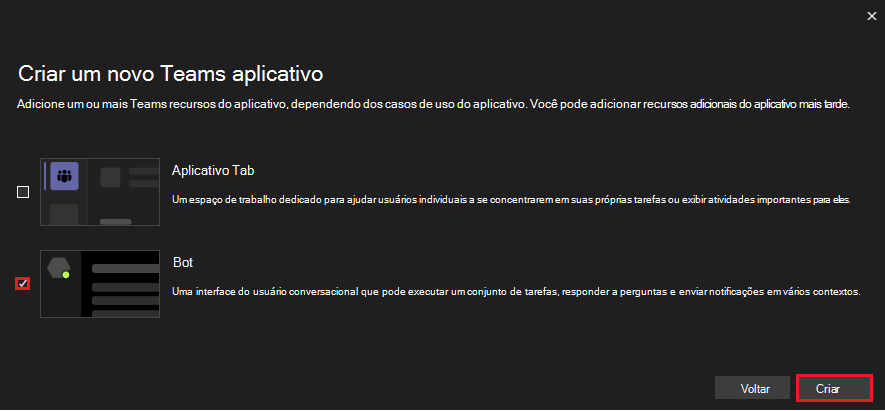 Criar um novo Teams aplicativo
Adicione um ou mais Teams recursos do aplicativo, dependendo dos casos de uso do aplicativo. Você pode adicionar recursos adicionais do aplicativo mais tarde.
Aplicativo Tab
Um espaço de trabalho dedicado para ajudar usuários individuais a se concentrarem em suas próprias tarefas ou exibir atividades importantes para eles.
Bot
Uma interface do usuário conversacional que pode executar um conjunto de tarefas, responder a perguntas e enviar notificações em vários contextos.
Voltar
Criar